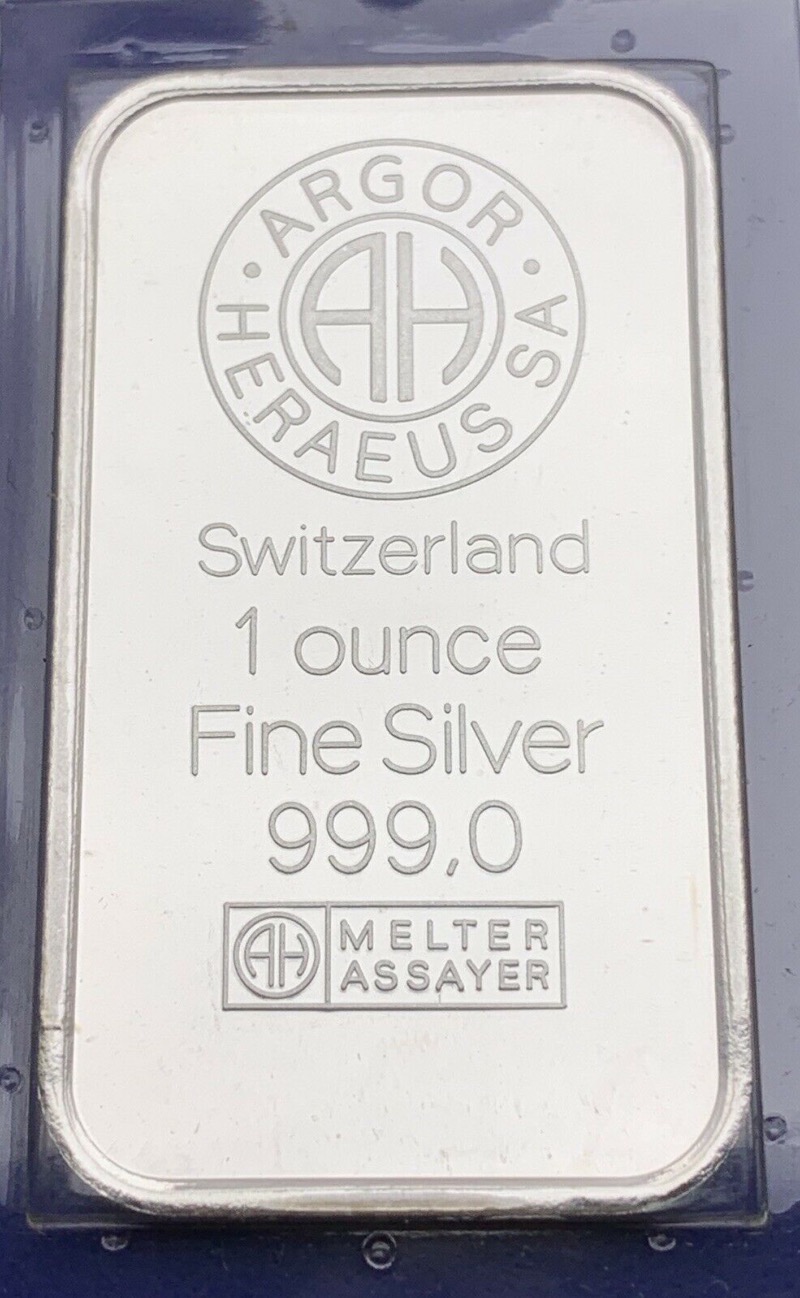 ARGOR
HERAEUS SA
AH
Switzerland
1 ounce
Fine Silver
999,0
AH
MELTER
ASSAYER